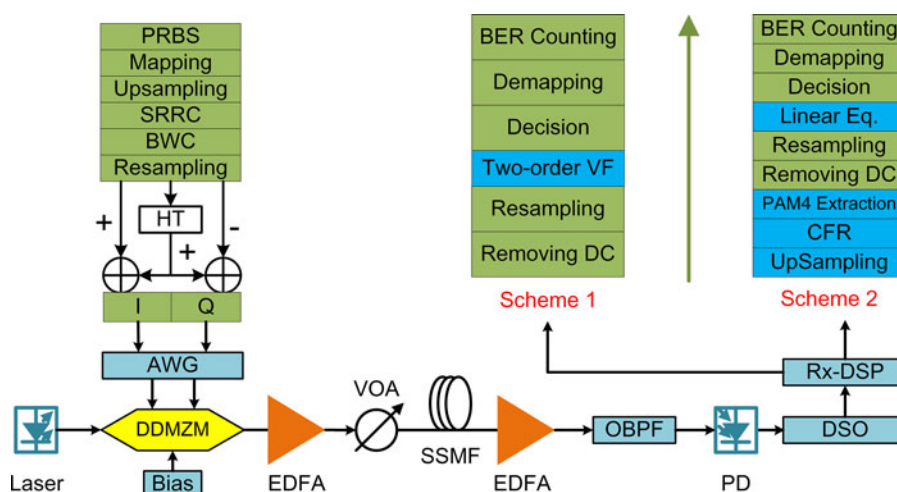 PRBS
Mapping
Upsampling
SRRC
BWC
Resampling
+
HT
-
+
I
Q
AWG
DDMZM
Bias
Laser
EDFA
VOA
SSMF
EDFA
OBPF
PD
DSO
Rx-DSP
BER Counting
Demapping
Decision
Two-order VF
Resampling
Removing DC
Scheme 1
BER Counting
Demapping
Decision
Linear Eq.
Resampling
Removing DC
PAM4 Extraction
CFR
UpSampling
Scheme 2